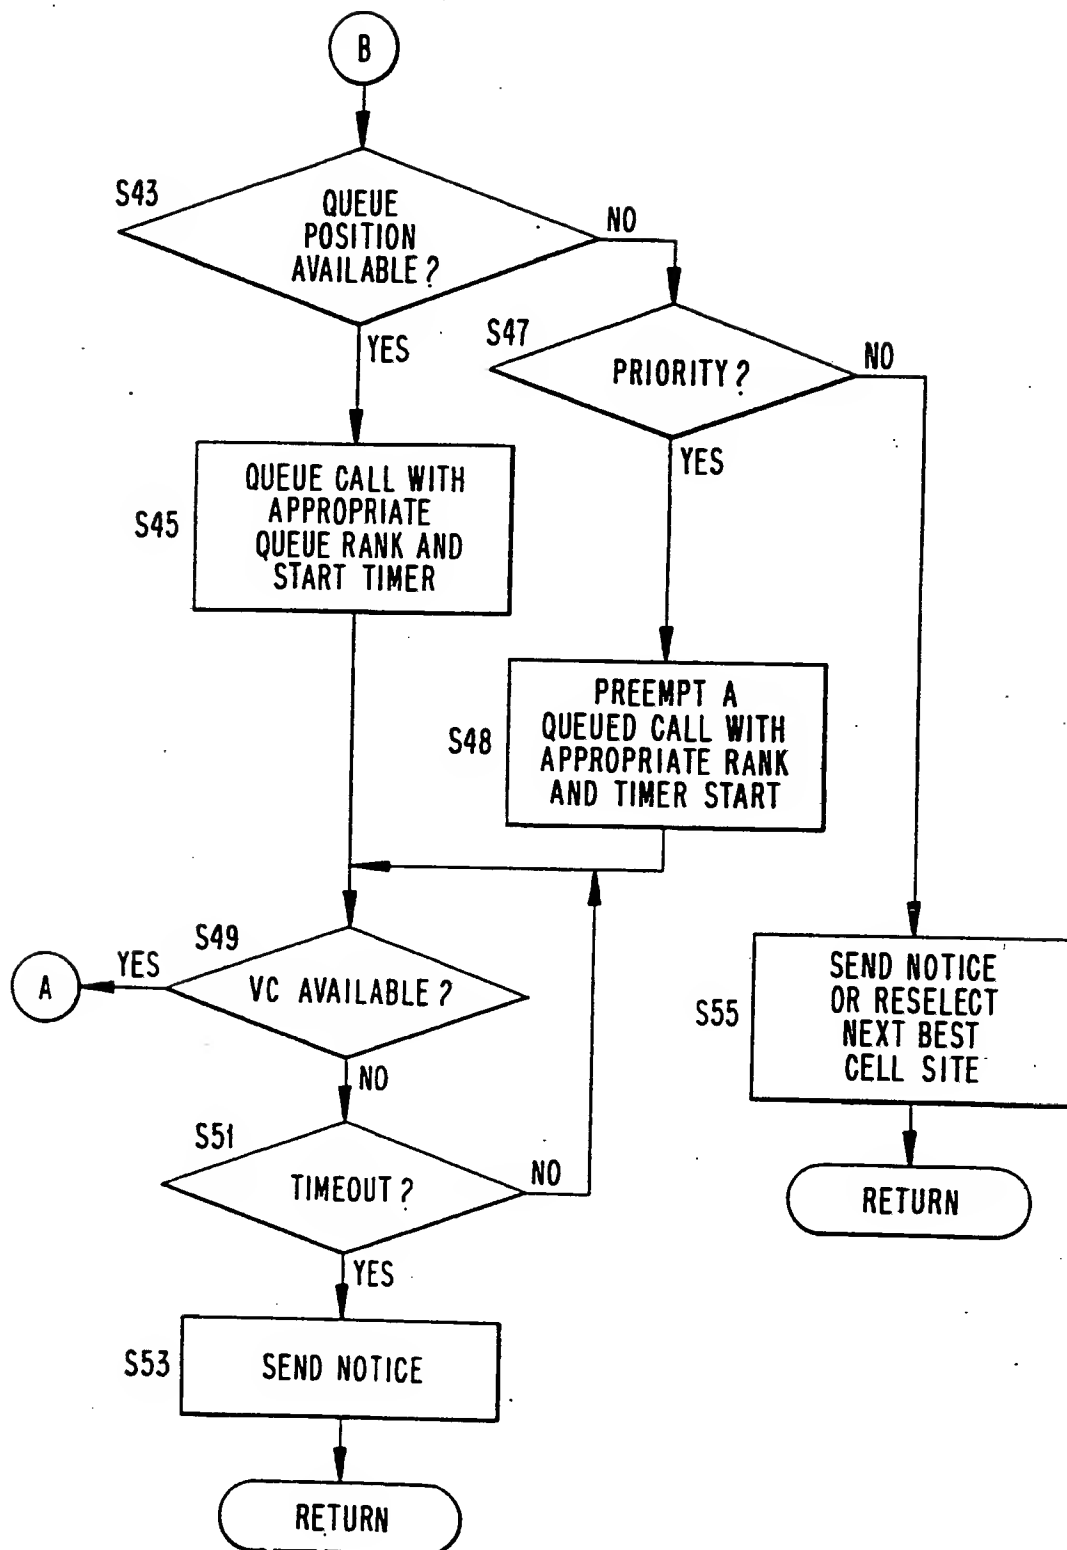 B
S43
QUEUE
POSITION
AVAILABLE?
NO
YES
S47
PRIORITY?
NO
YES
S45
QUEUE CALL WITH
APPROPRIATE
QUEUE RANK AND
START TIMER
S48
PREEMPT A
QUEUED CALL WITH
APPROPRIATE RANK
AND TIMER START
S49
VC AVAILABLE?
YES
A
NO
S51
TIMEOUT?
NO
YES
S53
SEND NOTICE
RETURN
S55
SEND NOTICE
OR RESELECT
NEXT BEST
CELL SITE
RETURN